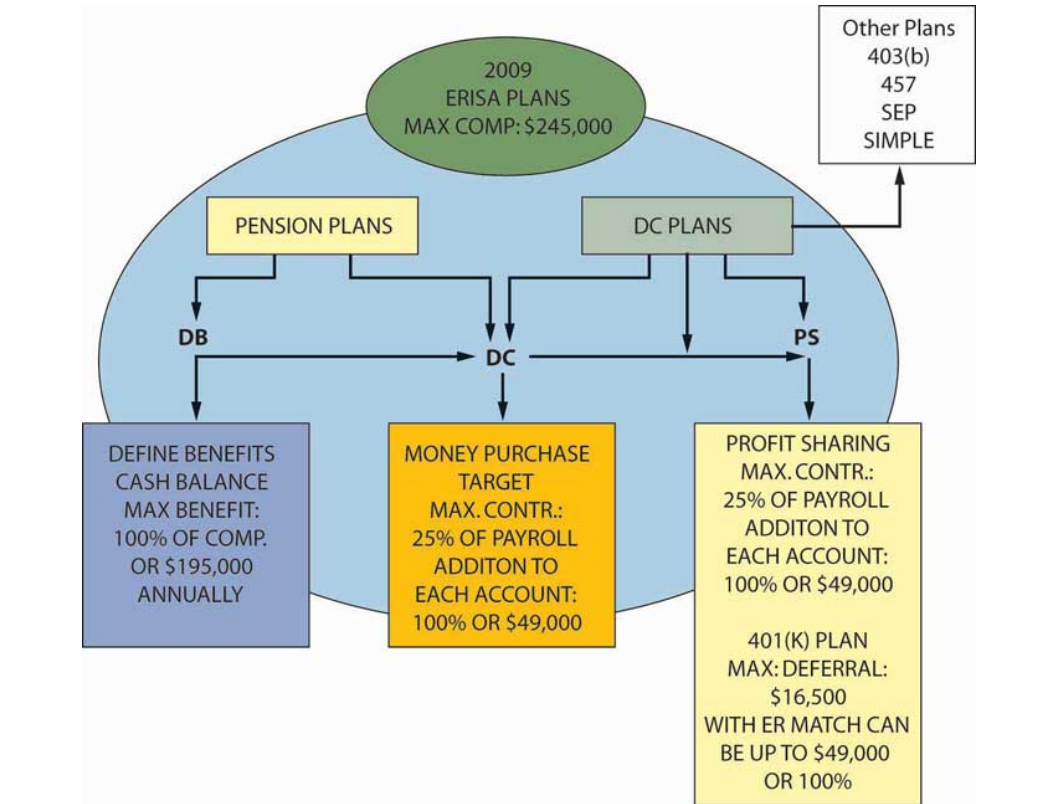 Other Plans
403(b)
457
SEP
SIMPLE
2009
ERISA PLANS
MAX COMP: $245,000
PENSION PLANS
DC PLANS
DB
DC
PS
DEFINE BENEFITS
CASH BALANCE
MAX BENEFIT:
100% OF COMP.
OR $195,000
ANNUALLY
MONEY PURCHASE
TARGET
MAX. CONTR.:
25% OF PAYROLL
ADDITON TO
EACH ACCOUNT:
100% OR $49,000
PROFIT SHARING
MAX. CONTR.:
25% OF PAYROLL
ADDITON TO
EACH ACCOUNT:
100% OR $49,000
401(K) PLAN
MAX: DEFERRAL:
$16,500
WITH ER MATCH CAN
BE UP TO $49,000
OR 100%